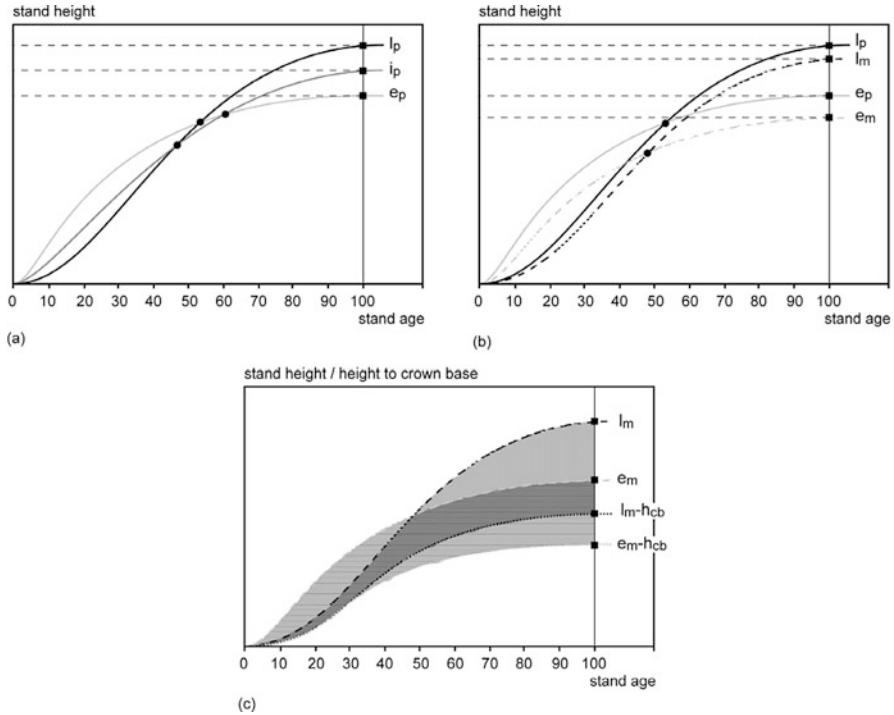 stand height
lp
ip
ep
0 10 20 30 40 50 60 70 80 90 100
stand age
(a)
stand height
lp
lm
ep
em
0 10 20 30 40 50 60 70 80 90 100
stand age
(b)
stand height / height to crown base
lm
em
lm-hcb
em-hcb
0 10 20 30 40 50 60 70 80 90 100
stand age
(c)